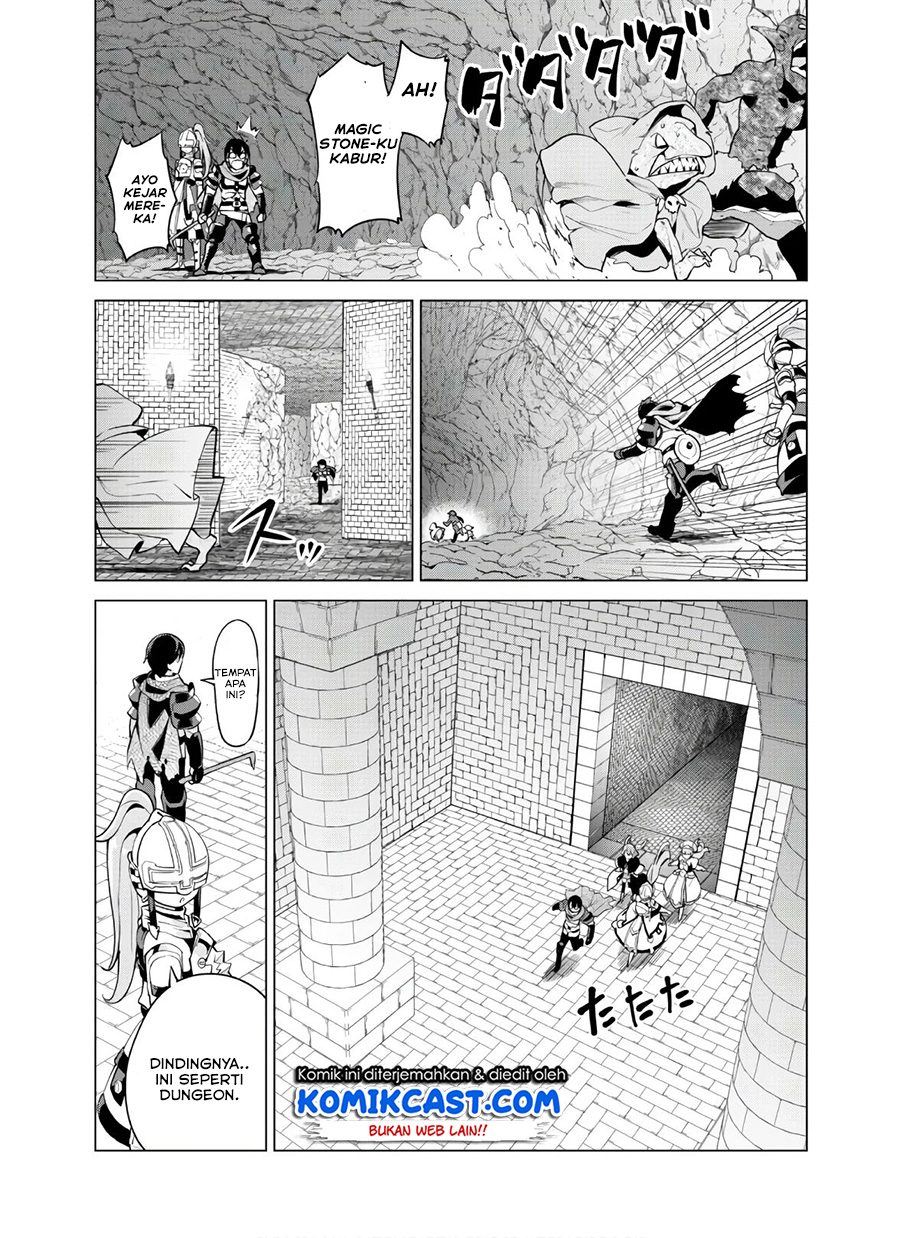 ダダダダ
AH!
MAGIC
STONE-KU
KABUR!
AYO
KEJAR
MERE-
KA!
スッ
たたた
TEMPAT
APA
INI?
DINDINGNYA..
INI SEPERTI
DUNGEON.
Komik ini diterjemahkan & diedit oleh
KOMIKCAST.COM
BUKAN WEB LAIN!!